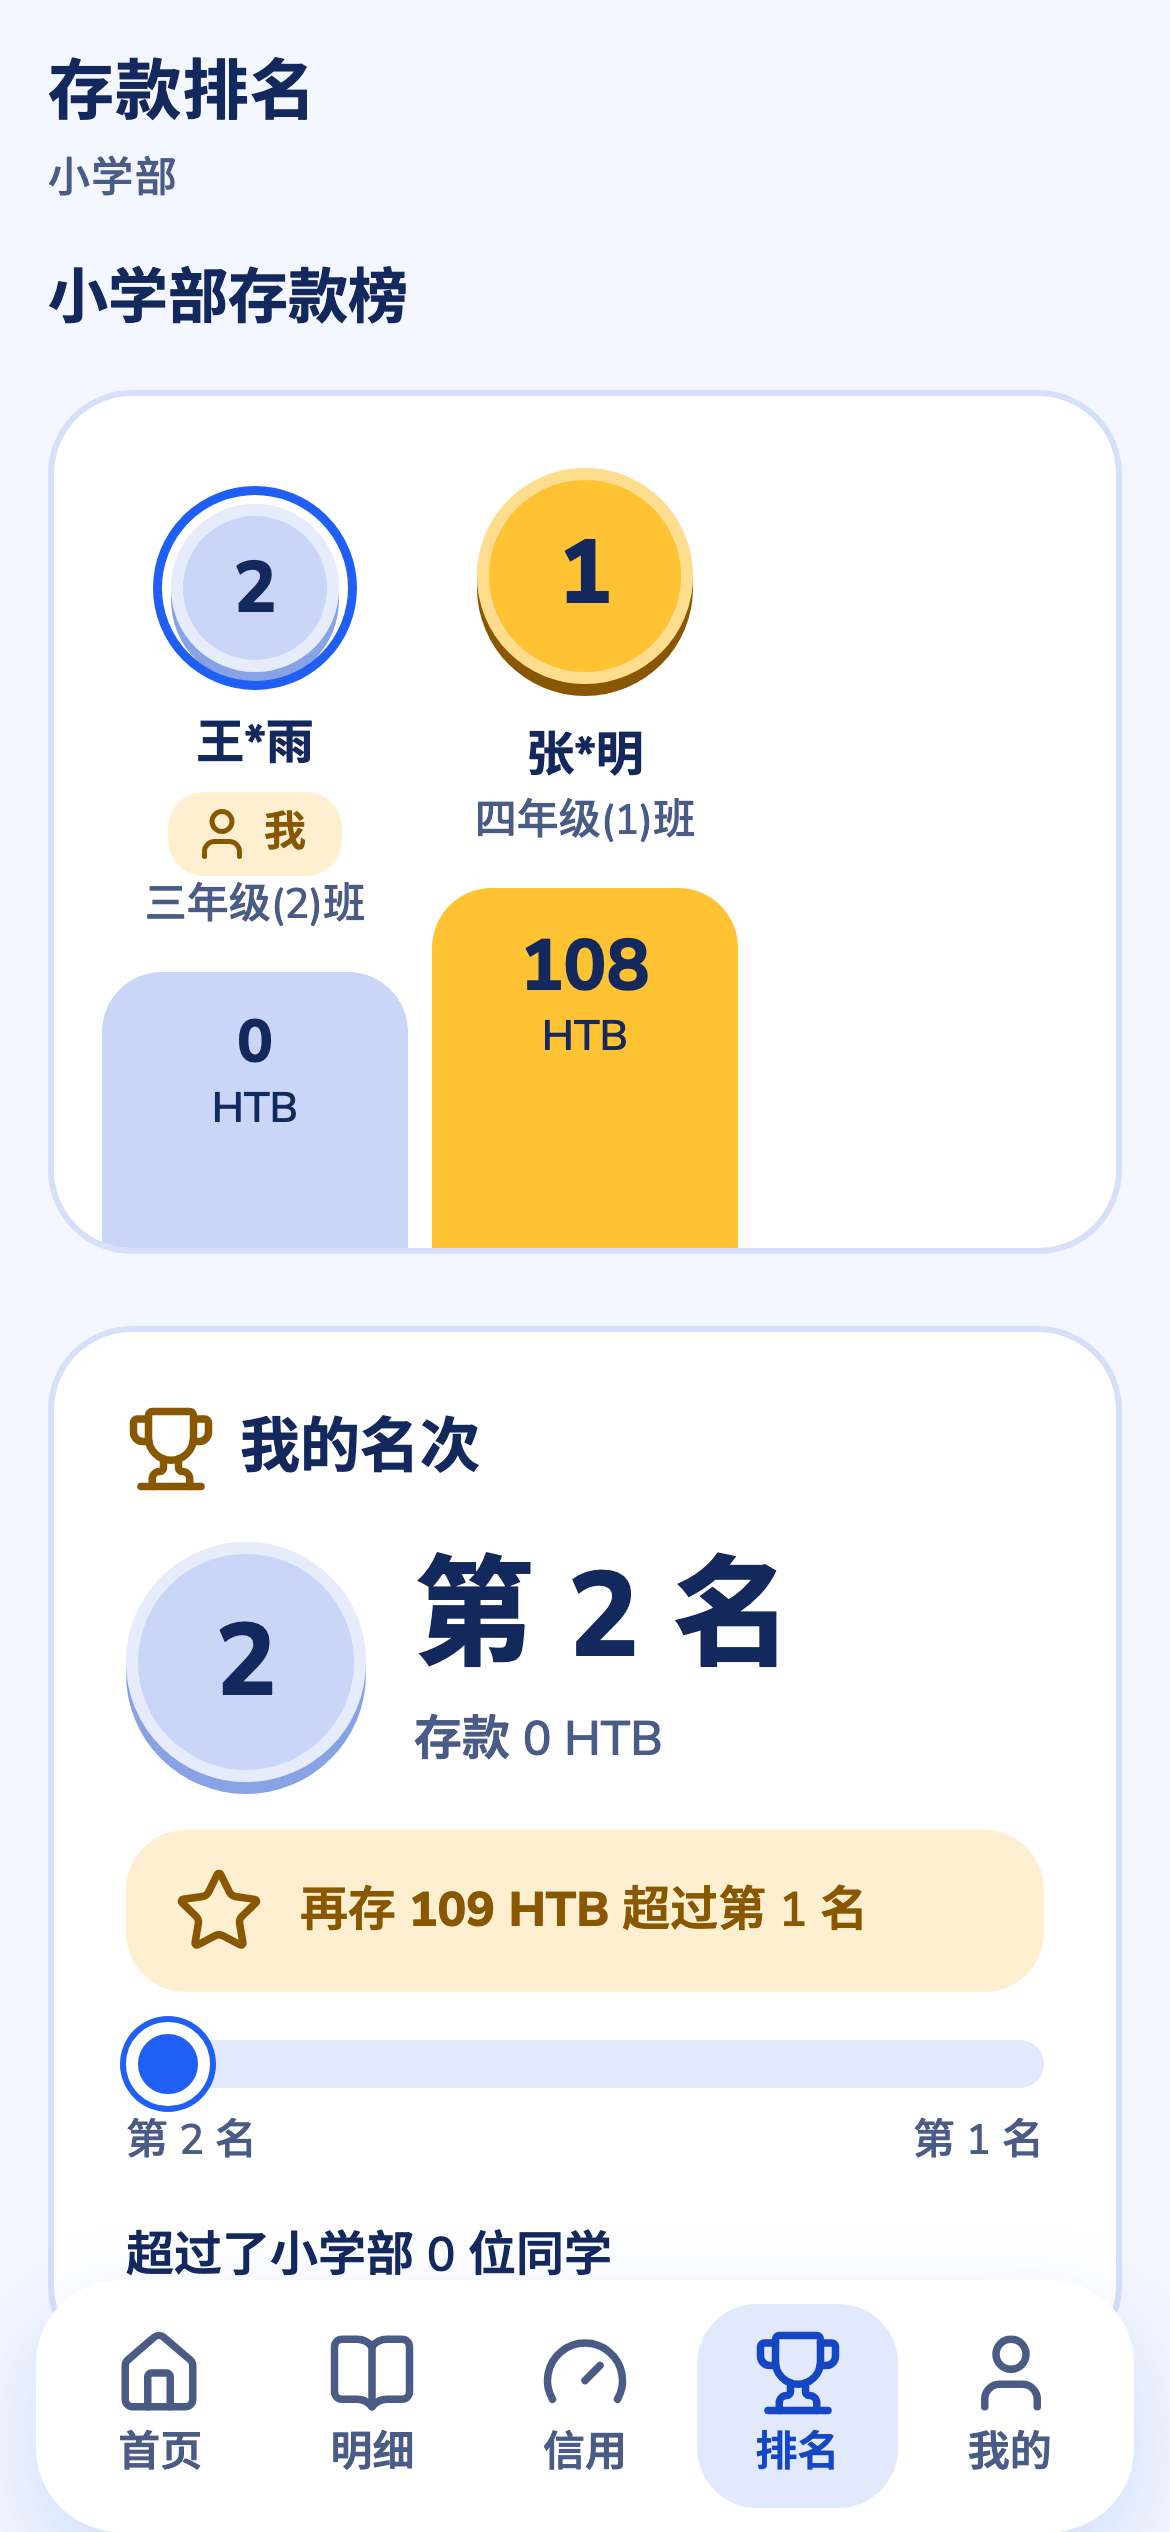 存款排名
小学部
小学部存款榜
2
王*雨
我
三年级(2)班
0
HTB
1
张*明
四年级(1)班
108
HTB
我的名次
2
第 2 名
存款 0 HTB
再存 109 HTB 超过第 1 名
第 2 名
第 1 名
超过了小学部 0 位同学
首页
明细
信用
排名
我的